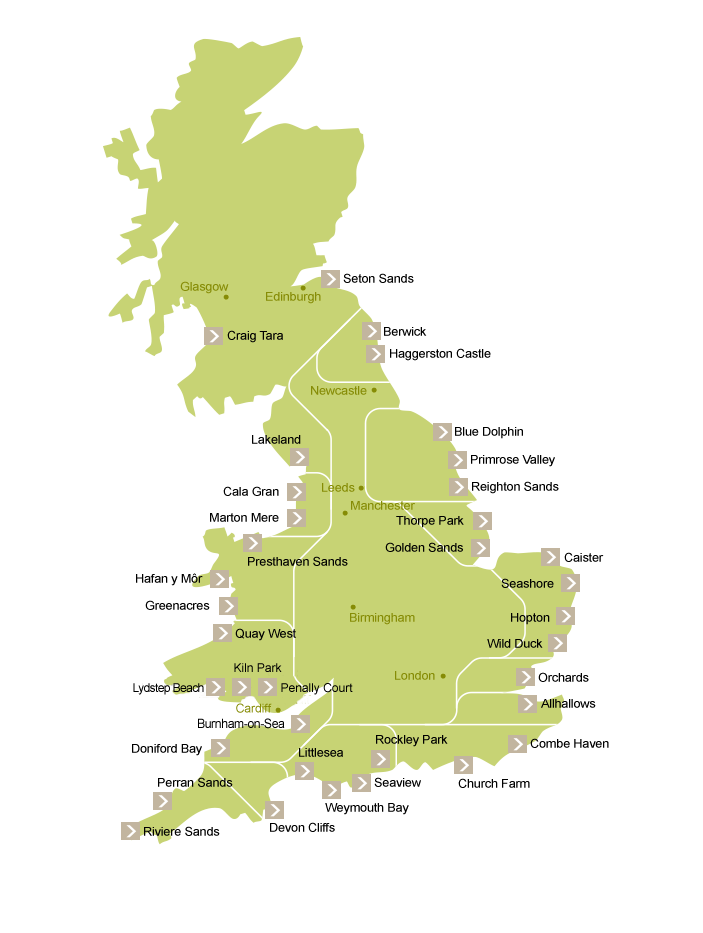 Seton Sands
Glasgow
Edinburgh
Craig Tara
Berwick
Haggerston Castle
Newcastle
Blue Dolphin
Lakeland
Primrose Valley
Leeds
Reighton Sands
Cala Gran
Manchester
Marton Mere
Thorpe Park
Golden Sands
Presthaven Sands
Caister
Hafan y Môr
Seashore
Greenacres
Birmingham
Hopton
Quay West
Wild Duck
Kiln Park
London
Orchards
Lydstep Beach
Penally Court
Allhallows
Cardiff
Burnham-on-Sea
Rockley Park
Combe Haven
Doniford Bay
Littlesea
Perran Sands
Seaview
Church Farm
Weymouth Bay
Devon Cliffs
Riviere Sands